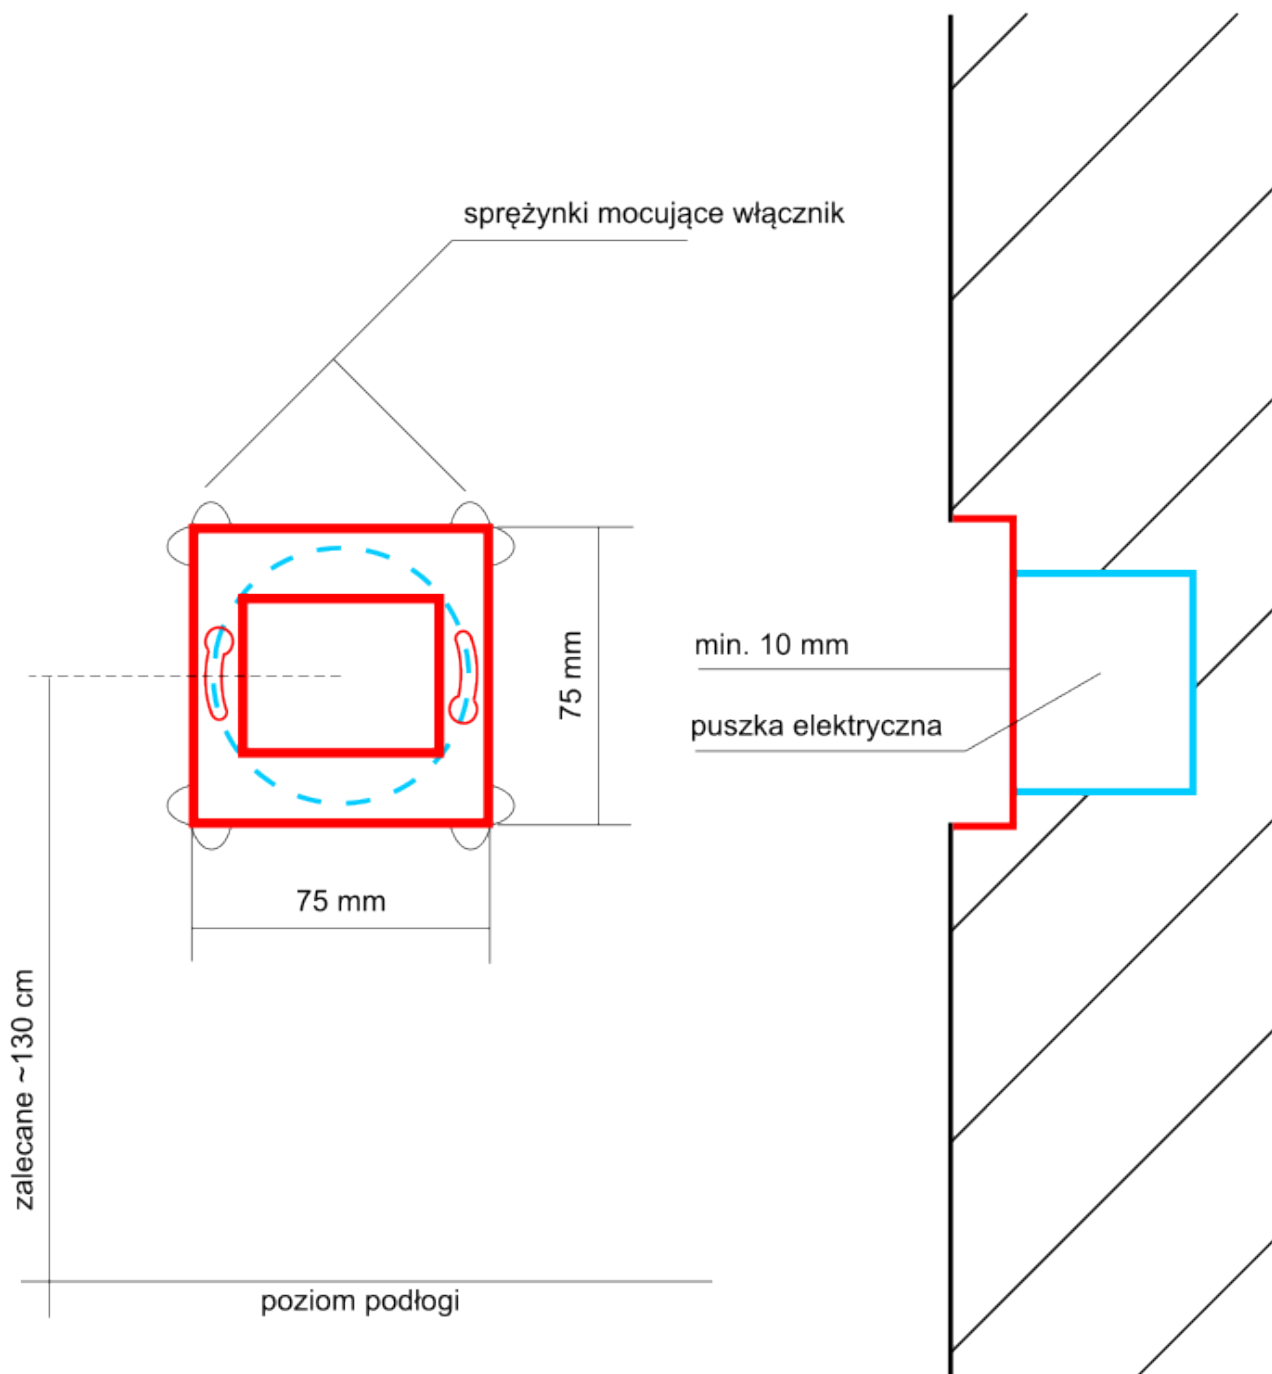 sprężynki mocujące włącznik
75 mm
min. 10 mm
puszka elektryczna
75 mm
zalecane ~130 cm
poziom podłogi